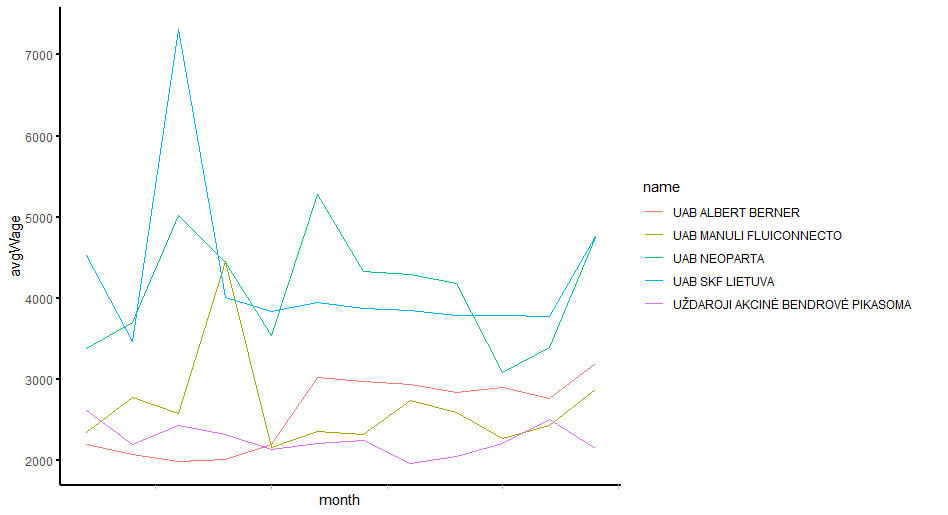 7000
6000
5000
4000
3000
2000
avgWage
month
name
UAB ALBERT BERNER
UAB MANULI FLUICONNECTO
UAB NEOPARTA
UAB SKF LIETUVA
UŽDAROJI AKCINĖ BENDROVĖ PIKASOMA